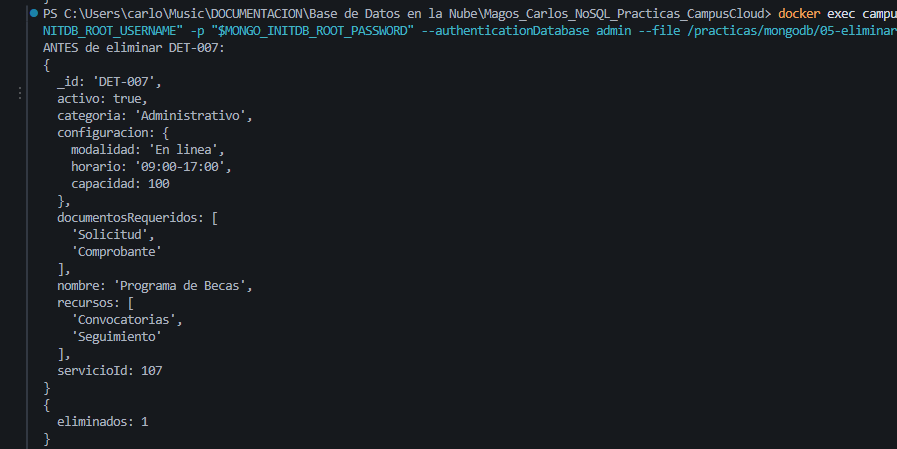 PS C:\Users\carlo\Music\DOCUMENTACION\Base de Datos en la Nube\Magos_Carlos_NoSQL_Practicas_CampusCloud> docker exec campu
NITDB_ROOT_USERNAME" -p "$MONGO_INITDB_ROOT_PASSWORD" --authenticationDatabase admin --file /practicas/mongodb/05-eliminar
ANTES de eliminar DET-007:
{
  _id: 'DET-007',
  activo: true,
  categoria: 'Administrativo',
  configuracion: {
    modalidad: 'En linea',
    horario: '09:00-17:00',
    capacidad: 100
  },
  documentosRequeridos: [
    'Solicitud',
    'Comprobante'
  ],
  nombre: 'Programa de Becas',
  recursos: [
    'Convocatorias',
    'Seguimiento'
  ],
  servicioId: 107
}
{
  eliminados: 1
}